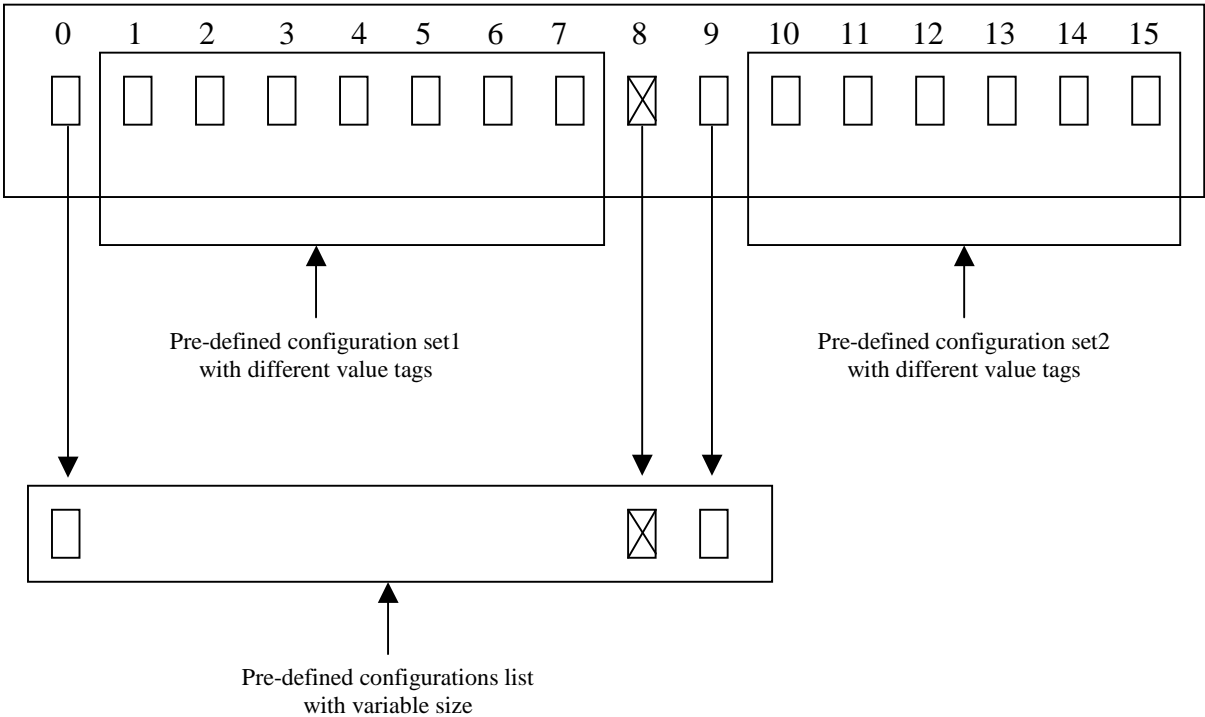 0 1 2 3 4 5 6 7 8 9 10 11 12 13 14 15
Pre-defined configuration set1
with different value tags
Pre-defined configuration set2
with different value tags
Pre-defined configurations list
with variable size